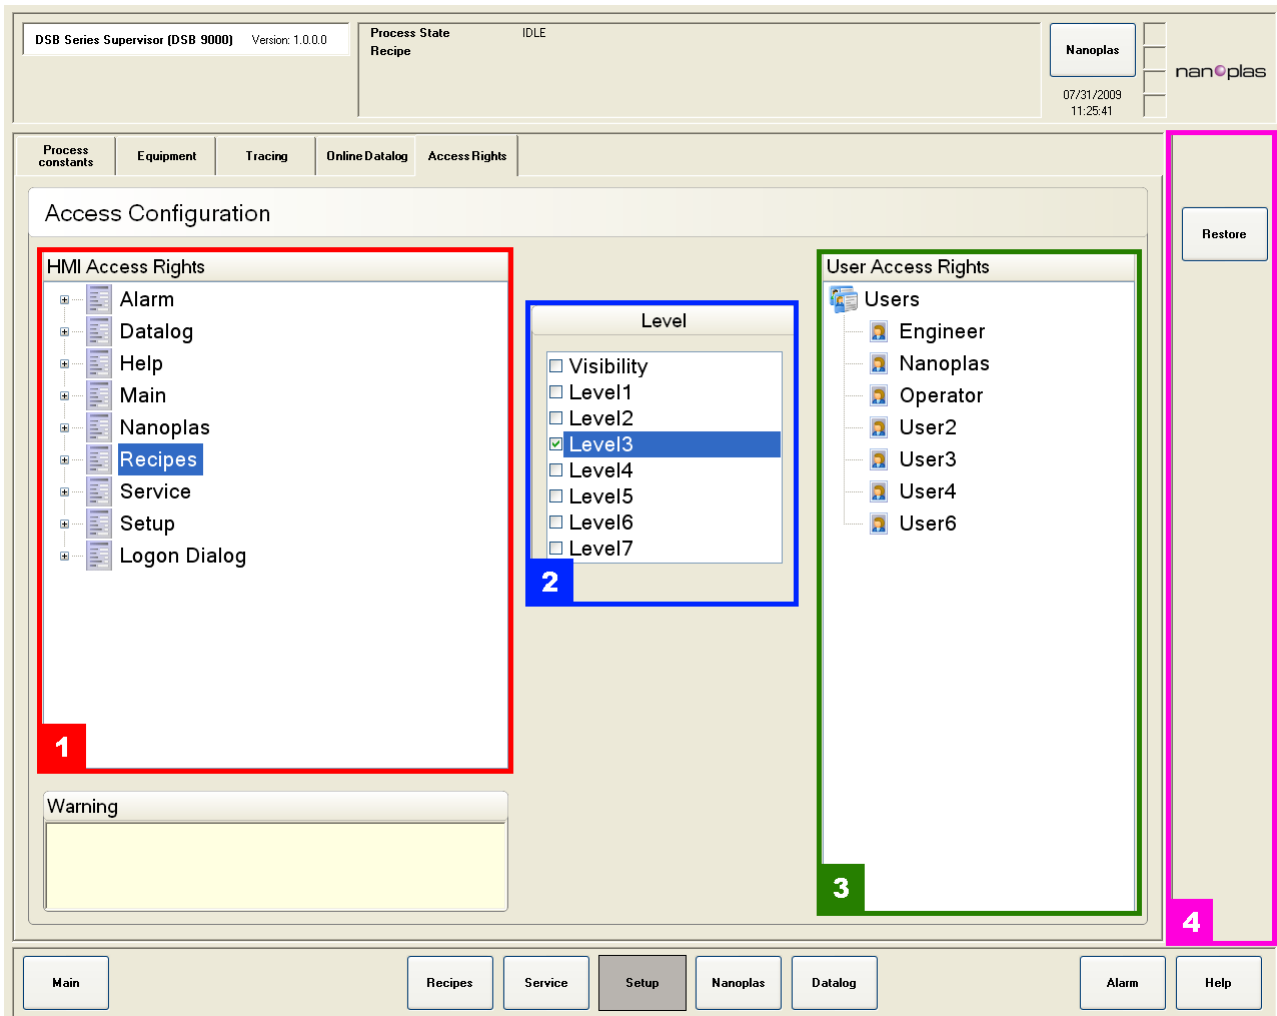 DSB Series Supervisor (DSB 9000) Version: 1.0.0.0
Process State IDLE
Recipe
Nanoplas
07/31/2009
11:25:41
nanoplas
Process constants
Equipment
Tracing
Online Datalog
Access Rights
Access Configuration
HMI Access Rights
Alarm
Datalog
Help
Main
Nanoplas
Recipes
Service
Setup
Logon Dialog
1
Warning
Level
Visibility
Level1
Level2
Level3
Level4
Level5
Level6
Level7
2
User Access Rights
Users
Engineer
Nanoplas
Operator
User2
User3
User4
User6
3
Restore
4
Main
Recipes
Service
Setup
Nanoplas
Datalog
Alarm
Help